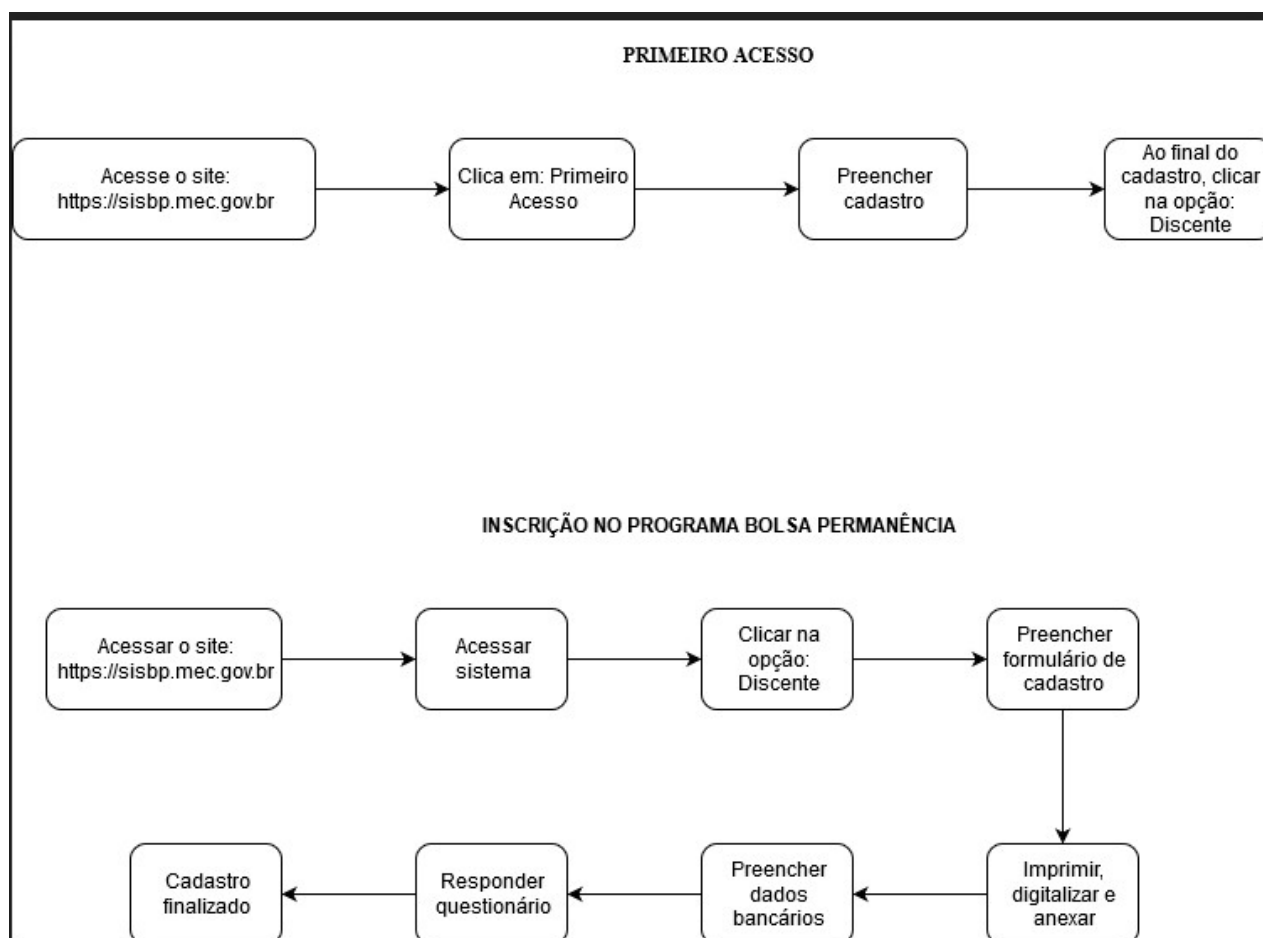 PRIMEIRO ACESSO
Acesse o site:
https://sisbp.mec.gov.br
Clica em: Primeiro
Acesso
Preencher
cadastro
Ao final do
cadastro, clicar
na opção:
Discente
INSCRIÇÃO NO PROGRAMA BOLSA PERMANÊNCIA
Acessar o site:
https://sisbp.mec.gov.br
Acessar
sistema
Clicar na
opção:
Discente
Preencher
formulário de
cadastro
Imprimir,
digitalizar e
anexar
Preencher
dados
bancários
Responder
questionário
Cadastro
finalizado